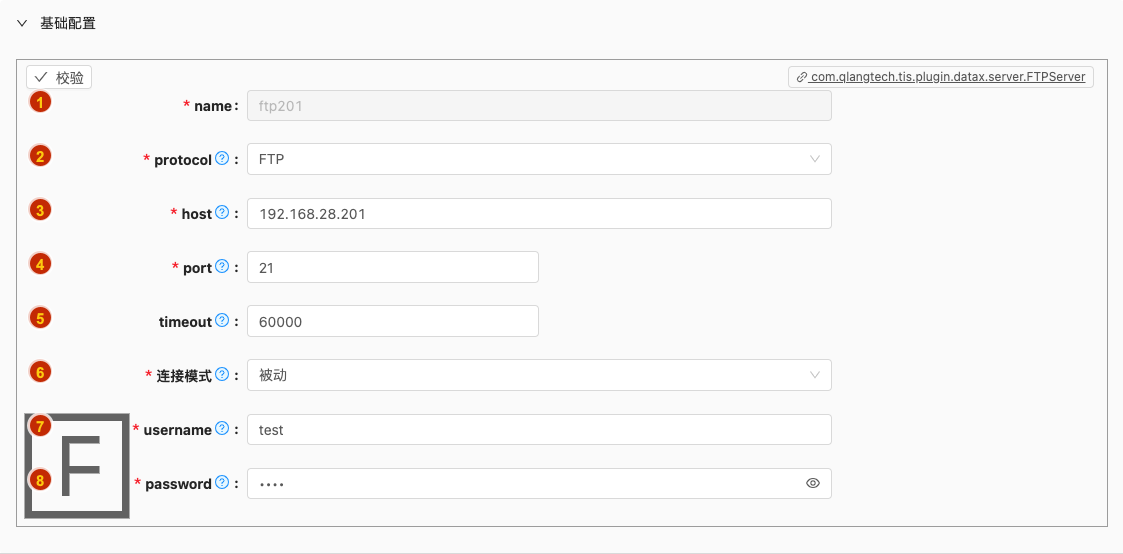 基础配置
校验
com.qlangtech.tis.plugin.datax.server.FTPServer
1 * name: ftp201
2 * protocol ? : FTP
3 * host ? : 192.168.28.201
4 * port ? : 21
5 timeout ? : 60000
6 * 连接模式 ? : 被动
7 * username ? : test
8 * password ? : ••••
F